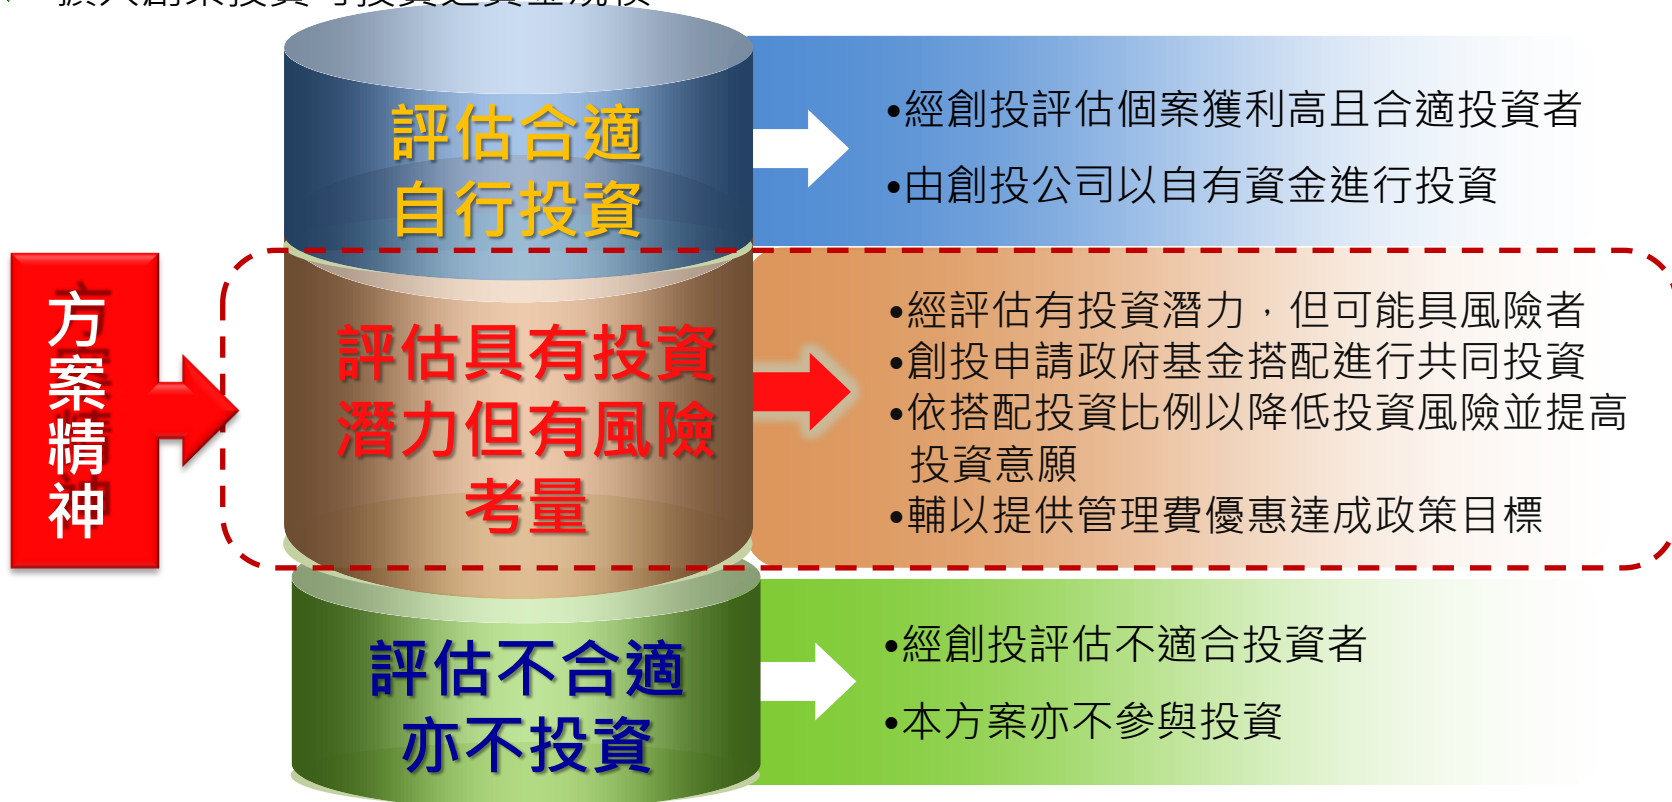 評估合適
自行投資
•經創投評估個案獲利高且合適投資者
•由創投公司以自有資金進行投資
方案精神
評估具有投資
潛力但有風險
考量
•經評估有投資潛力，但可能具風險者
•創投申請政府基金搭配進行共同投資
•依搭配投資比例以降低投資風險並提高
投資意願
•輔以提供管理費優惠達成政策目標
評估不合適
亦不投資
•經創投評估不適合投資者
•本方案亦不參與投資